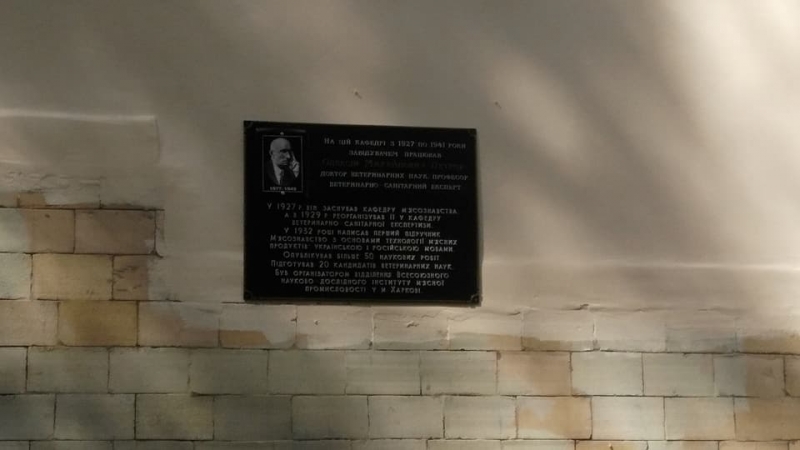 На цій кафедрі з 1927 по 1941 роки
завідувачем працював
доктор ветеринарних наук, професор
ветеринарно-санітарний експерт
У 1927 р. він заснував кафедру м'ясознавства,
а в 1929 р. реорганізував її у кафедру
ветеринарно санітарної експертизи.
У 1932 році написав перший підручник
М'ясознавство з основами технології м'ясних
продуктів українською і російською мовами.
Опублікував більше 50 наукових робіт.
Підготував 20 кандидатів ветеринарних наук.
Був організатором відділення Всесоюзного
науково дослідного інституту м'ясної
промисловості у м. Харкові.